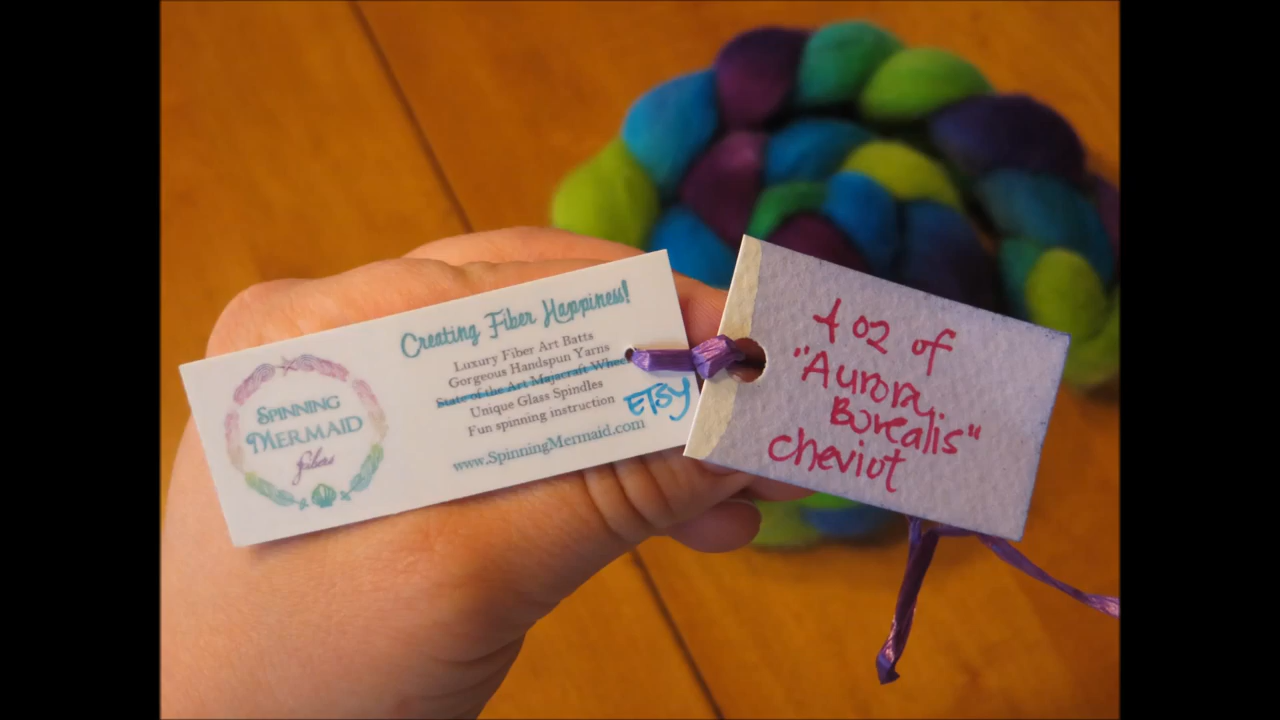 SPINNING
MERMAID
fibers
Creating Fiber Happiness!
Luxury Fiber Art Batts
Gorgeous Handspun Yarns
State of the Art Majacraft
Unique Glass Spindles
Fun spinning instruction
www.SpinningMermaid.com
ETSY
4 oz of
"Aurora
Borealis"
cheviot